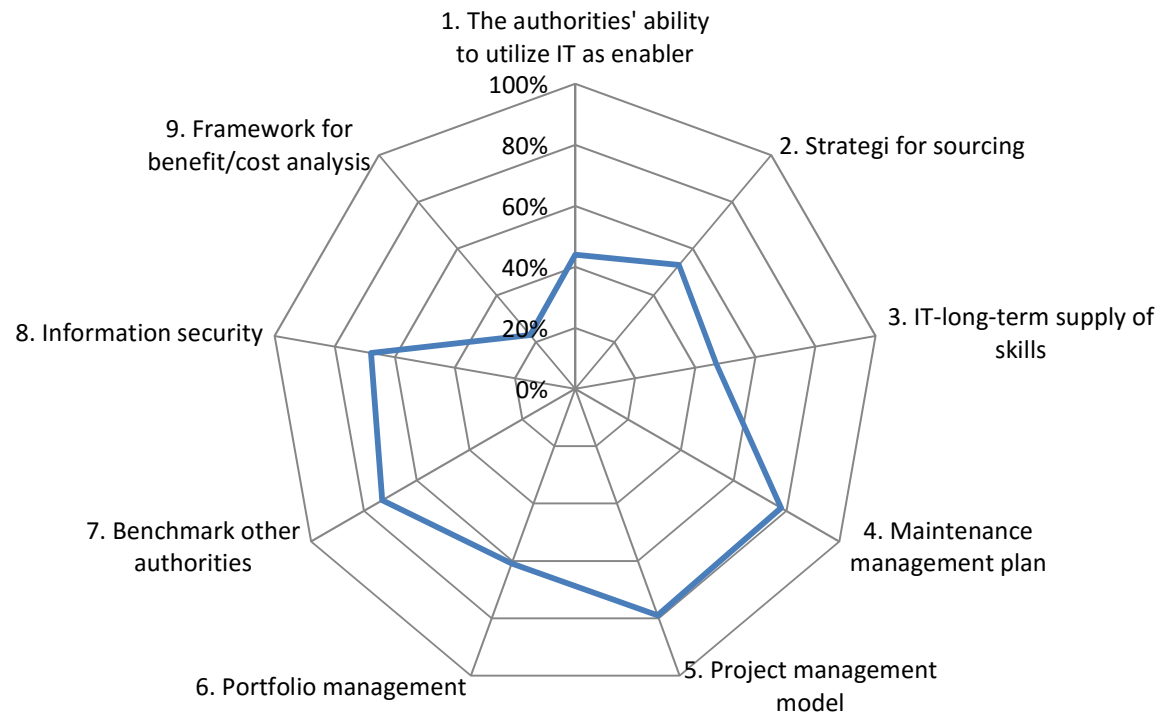 1. The authorities' ability
to utilize IT as enabler
100%
80%
60%
40%
20%
0%
2. Strategi for sourcing
3. IT-long-term supply of
skills
4. Maintenance
management plan
5. Project management
model
6. Portfolio management
7. Benchmark other
authorities
8. Information security
9. Framework for
benefit/cost analysis